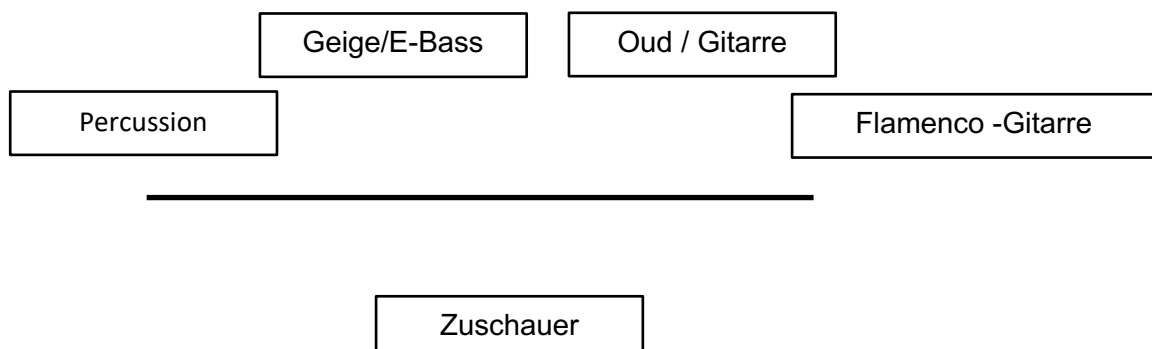 Geige/E-Bass
Oud / Gitarre
Percussion
Flamenco -Gitarre
Zuschauer